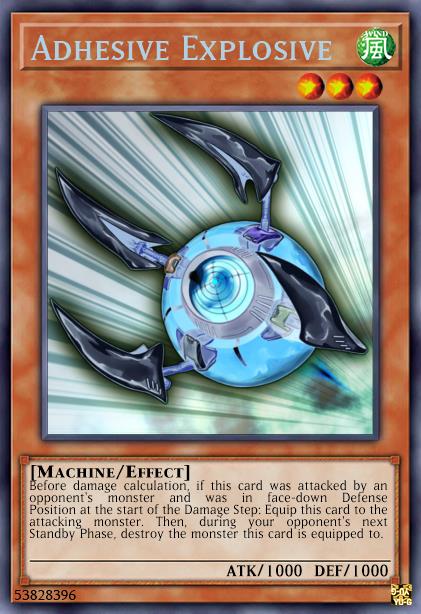 ADHESIVE EXPLOSIVE
WIND
風
[MACHINE/EFFECT]
Before damage calculation, if this card was attacked by an
opponent's monster and was in face-down Defense
Position at the start of the Damage Step: Equip this card to the
attacking monster. Then, during your opponent's next
Standby Phase, destroy the monster this card is equipped to.
ATK/1000 DEF/1000
53828396